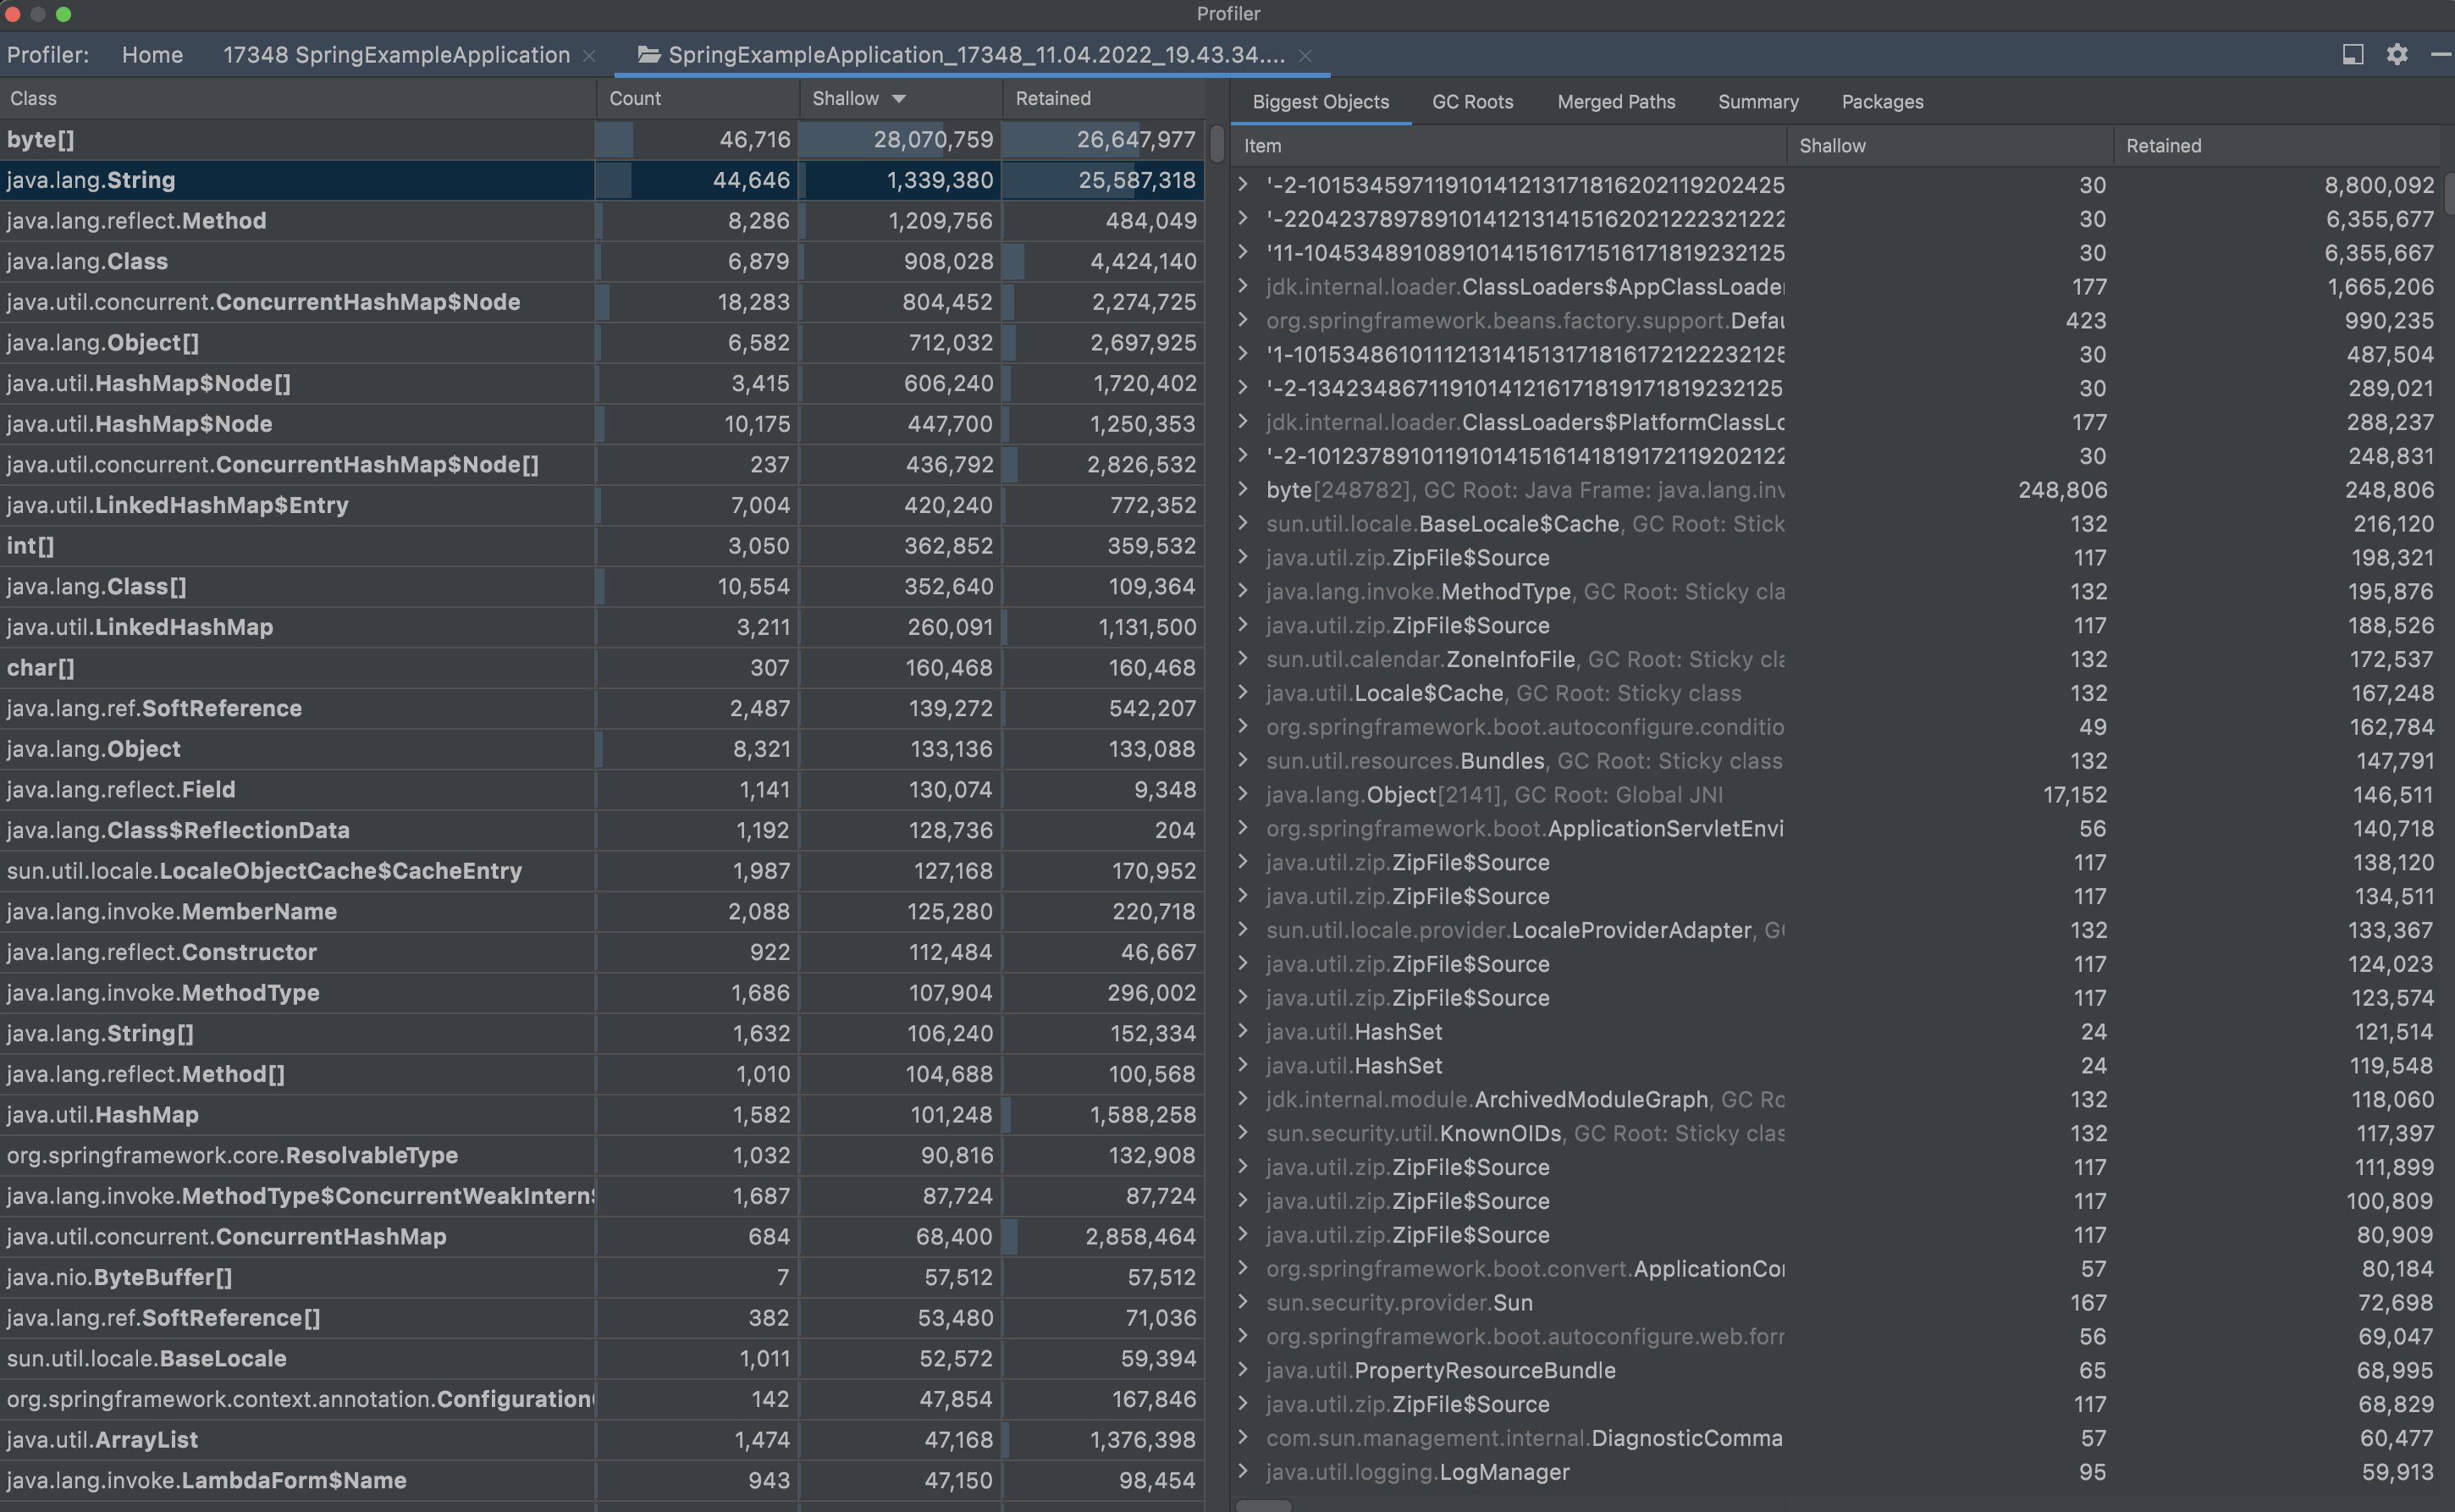 Profiler
Profiler: Home 17348 SpringExampleApplication SpringExampleApplication_17348_11.04.2022_19.43.34....
Class Count Shallow Retained
byte[] 46,716 28,070,759 26,647,977
java.lang.String 44,646 1,339,380 25,587,318
java.lang.reflect.Method 8,286 1,209,756 484,049
java.lang.Class 6,879 908,028 4,424,140
java.util.concurrent.ConcurrentHashMap$Node 18,283 804,452 2,274,725
java.lang.Object[] 6,582 712,032 2,697,925
java.util.HashMap$Node[] 3,415 606,240 1,720,402
java.util.HashMap$Node 10,175 447,700 1,250,353
java.util.concurrent.ConcurrentHashMap$Node[] 237 436,792 2,826,532
java.util.LinkedHashMap$Entry 7,004 420,240 772,352
int[] 3,050 362,852 359,532
java.lang.Class[] 10,554 352,640 109,364
java.util.LinkedHashMap 3,211 260,091 1,131,500
char[] 307 160,468 160,468
java.lang.ref.SoftReference 2,487 139,272 542,207
java.lang.Object 8,321 133,136 133,088
java.lang.reflect.Field 1,141 130,074 9,348
java.lang.Class$ReflectionData 1,192 128,736 204
sun.util.locale.LocaleObjectCache$CacheEntry 1,987 127,168 170,952
java.lang.invoke.MemberName 2,088 125,280 220,718
java.lang.reflect.Constructor 922 112,484 46,667
java.lang.invoke.MethodType 1,686 107,904 296,002
java.lang.String[] 1,632 106,240 152,334
java.lang.reflect.Method[] 1,010 104,688 100,568
java.util.HashMap 1,582 101,248 1,588,258
org.springframework.core.ResolvableType 1,032 90,816 132,908
java.lang.invoke.MethodType$ConcurrentWeakIntern$ 1,687 87,724 87,724
java.util.concurrent.ConcurrentHashMap 684 68,400 2,858,464
java.nio.ByteBuffer[] 7 57,512 57,512
java.lang.ref.SoftReference[] 382 53,480 71,036
sun.util.locale.BaseLocale 1,011 52,572 59,394
org.springframework.context.annotation.Configuration 142 47,854 167,846
java.util.ArrayList 1,474 47,168 1,376,398
java.lang.invoke.LambdaForm$Name 943 47,150 98,454
Biggest Objects GC Roots Merged Paths Summary Packages
Item Shallow Retained
'-2-10153459711910141213171816202119202425 30 8,800,092
'-22042378978910141213141516202122232122 30 6,355,677
'11-1045348910891014151617151617181923212​5 30 6,355,667
jdk.internal.loader.ClassLoaders$AppClassLoader 177 1,665,206
org.springframework.beans.factory.support.Defau 423 990,235
'1-10153486101112131415131718161721222321​25 30 487,504
'-2-134234867119101412161718191718192321​25 30 289,021
jdk.internal.loader.ClassLoaders$PlatformClassLo 177 288,237
'-2-1012378910119101415161418191721192021​22 30 248,831
byte[248782], GC Root: Java Frame: java.lang.inv 248,806 248,806
sun.util.locale.BaseLocale$Cache, GC Root: Stick 132 216,120
java.util.zip.ZipFile$Source 117 198,321
java.lang.invoke.MethodType, GC Root: Sticky cla 132 195,876
java.util.zip.ZipFile$Source 117 188,526
sun.util.calendar.ZoneInfoFile, GC Root: Sticky cla 132 172,537
java.util.Locale$Cache, GC Root: Sticky class 132 167,248
org.springframework.boot.autoconfigure.conditio 49 162,784
sun.util.resources.Bundles, GC Root: Sticky class 132 147,791
java.lang.Object[2141], GC Root: Global JNI 17,152 146,511
org.springframework.boot.ApplicationServletEnvi 56 140,718
java.util.zip.ZipFile$Source 117 138,120
java.util.zip.ZipFile$Source 117 134,511
sun.util.locale.provider.LocaleProviderAdapter, GC 132 133,367
java.util.zip.ZipFile$Source 117 124,023
java.util.zip.ZipFile$Source 117 123,574
java.util.HashSet 24 121,514
java.util.HashSet 24 119,548
jdk.internal.module.ArchivedModuleGraph, GC Ro 132 118,060
sun.security.util.KnownOIDs, GC Root: Sticky clas 132 117,397
java.util.zip.ZipFile$Source 117 111,899
java.util.zip.ZipFile$Source 117 100,809
java.util.zip.ZipFile$Source 117 80,909
org.springframework.boot.convert.ApplicationCon 57 80,184
sun.security.provider.Sun 167 72,698
org.springframework.boot.autoconfigure.web.forr 56 69,047
java.util.PropertyResourceBundle 65 68,995
java.util.zip.ZipFile$Source 117 68,829
com.sun.management.internal.DiagnosticComma 57 60,477
java.util.logging.LogManager 95 59,913